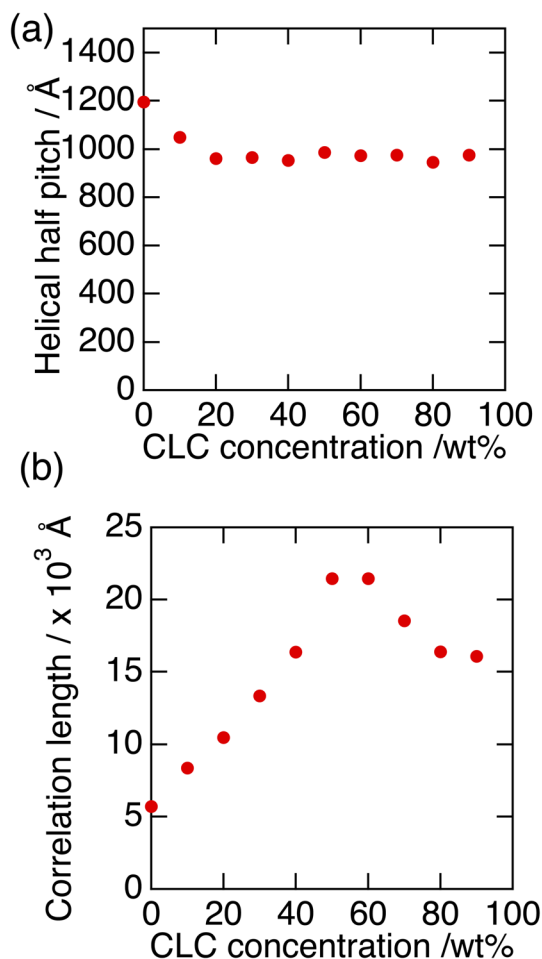 (a)
Helical half pitch / Å
1400
1200
1000
800
600
400
200
0
0 20 40 60 80 100
CLC concentration /wt%
(b)
Correlation length / x 10³ Å
25
20
15
10
5
0
0 20 40 60 80 100
CLC concentration /wt%